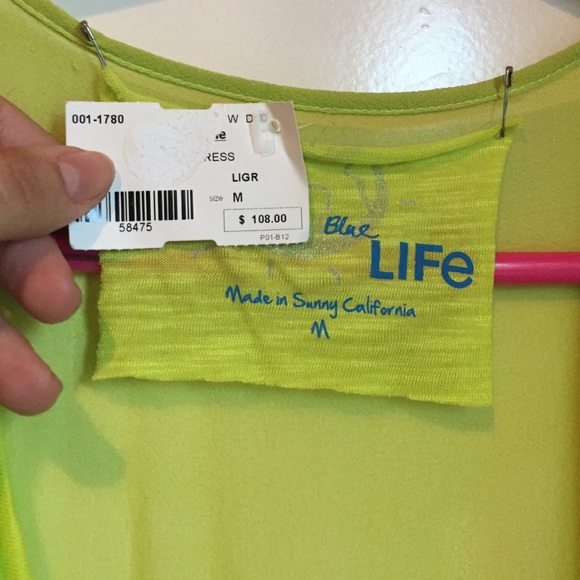 001-1780 W D
RESS
LIGR
size M
58475
$ 108.00
P01-B12
Blue
LIFe
Made in Sunny California
M